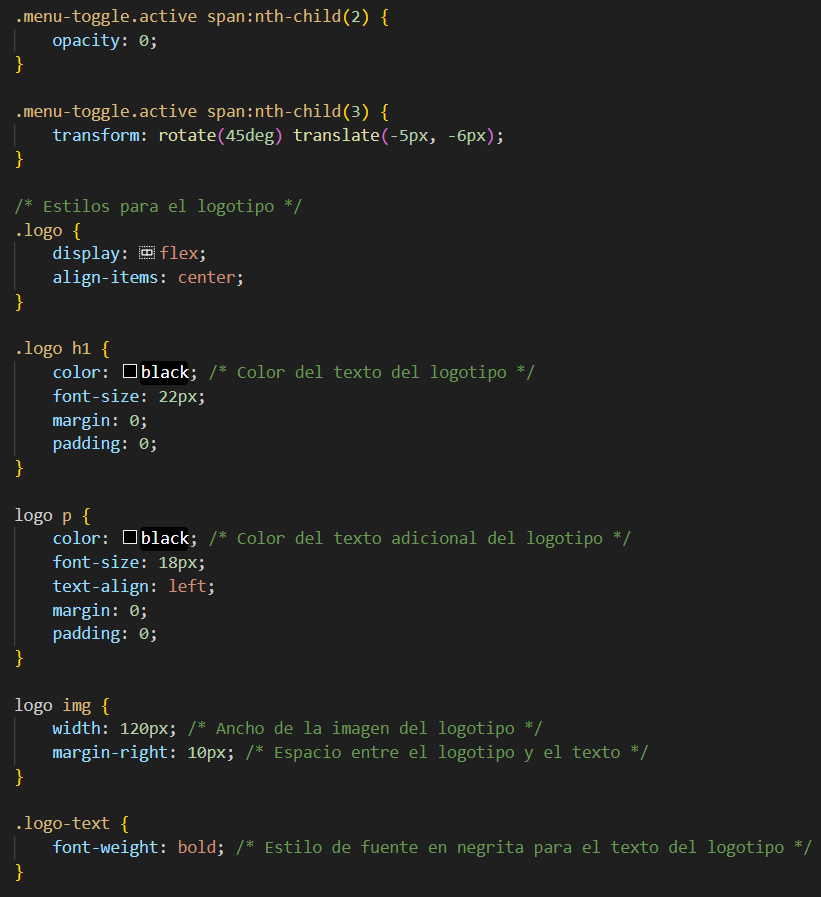 .menu-toggle.active span:nth-child(2) {
    opacity: 0;
}

.menu-toggle.active span:nth-child(3) {
    transform: rotate(45deg) translate(-5px, -6px);
}

/* Estilos para el logotipo */
.logo {
    display: flex;
    align-items: center;
}

.logo h1 {
    color: black; /* Color del texto del logotipo */
    font-size: 22px;
    margin: 0;
    padding: 0;
}

logo p {
    color: black; /* Color del texto adicional del logotipo */
    font-size: 18px;
    text-align: left;
    margin: 0;
    padding: 0;
}

logo img {
    width: 120px; /* Ancho de la imagen del logotipo */
    margin-right: 10px; /* Espacio entre el logotipo y el texto */
}

.logo-text {
    font-weight: bold; /* Estilo de fuente en negrita para el texto del logotipo */
}